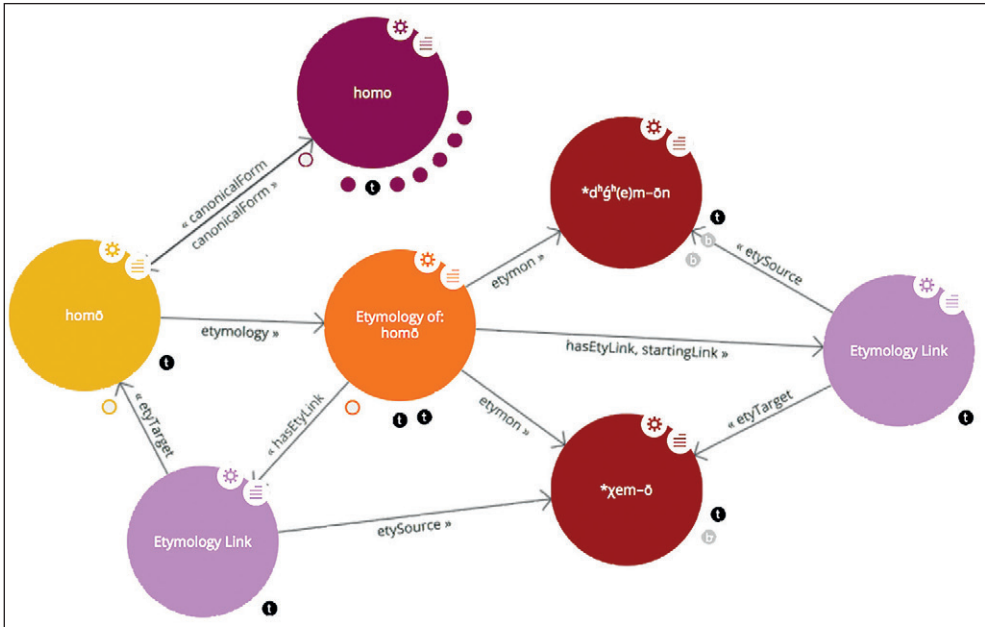 homo
« canonicalForm
canonicalForm »
*dʰǵʰ(e)m-ōn
t
b
b
t
« etySource
etymon »
homō
etymology »
Etymology of:
homō
hasEtyLink, startingLink »
Etymology Link
t
« etyTarget
« hasEtyLink
t t
etymon »
« etyTarget
t
*χem-ō
t
b
etySource »
Etymology Link
t